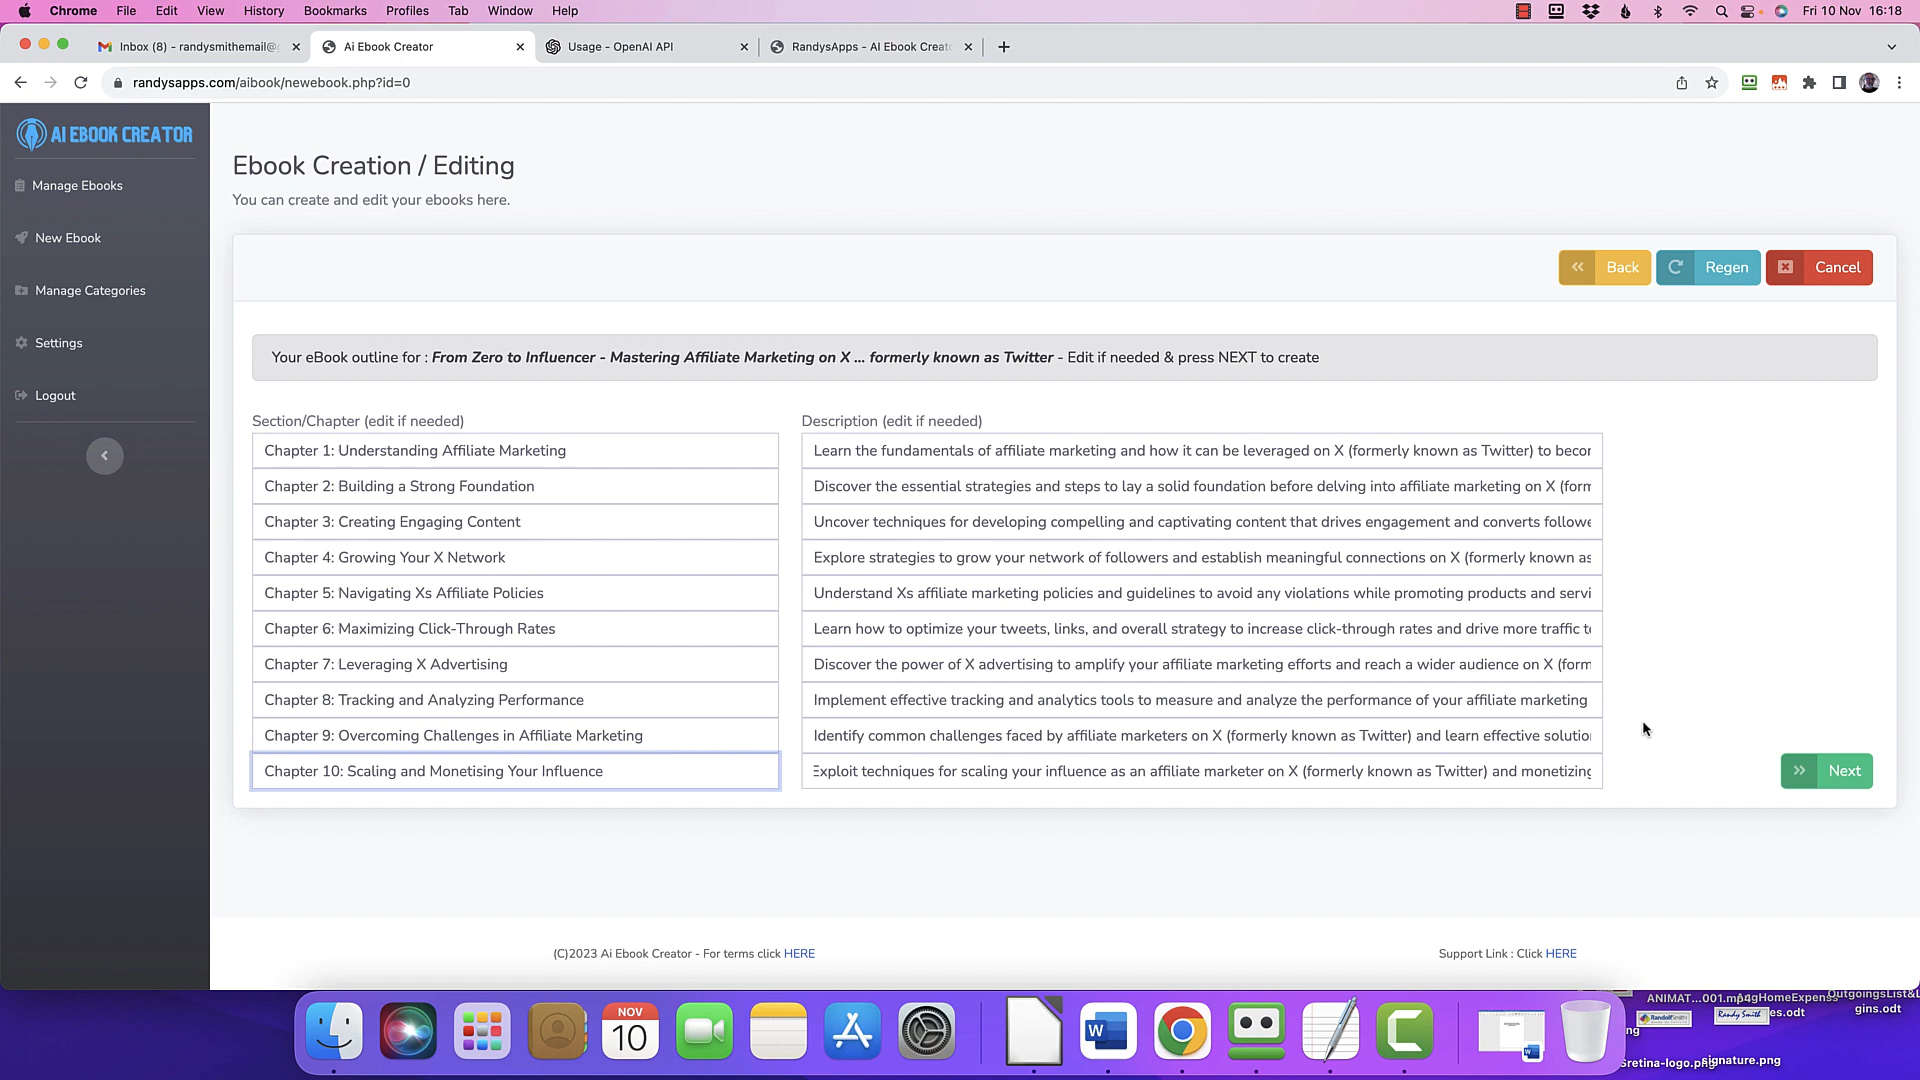 Chrome File Edit View History Bookmarks Profiles Tab Window Help Fri 10 Nov 16:18
Inbox (8) - randysmithemail@ Ai Ebook Creator Usage - OpenAI API RandysApps - AI Ebook Creat
randysapps.com/aibook/newebook.php?id=0
AI EBOOK CREATOR
Manage Ebooks
New Ebook
Manage Categories
Settings
Logout
Ebook Creation / Editing
You can create and edit your ebooks here.
Back Regen Cancel
Your eBook outline for : From Zero to Influencer - Mastering Affiliate Marketing on X ... formerly known as Twitter - Edit if needed & press NEXT to create
Section/Chapter (edit if needed) Description (edit if needed)
Chapter 1: Understanding Affiliate Marketing Learn the fundamentals of affiliate marketing and how it can be leveraged on X (formerly known as Twitter) to becor
Chapter 2: Building a Strong Foundation Discover the essential strategies and steps to lay a solid foundation before delving into affiliate marketing on X (form
Chapter 3: Creating Engaging Content Uncover techniques for developing compelling and captivating content that drives engagement and converts followe
Chapter 4: Growing Your X Network Explore strategies to grow your network of followers and establish meaningful connections on X (formerly known as
Chapter 5: Navigating Xs Affiliate Policies Understand Xs affiliate marketing policies and guidelines to avoid any violations while promoting products and servi
Chapter 6: Maximizing Click-Through Rates Learn how to optimize your tweets, links, and overall strategy to increase click-through rates and drive more traffic t
Chapter 7: Leveraging X Advertising Discover the power of X advertising to amplify your affiliate marketing efforts and reach a wider audience on X (form
Chapter 8: Tracking and Analyzing Performance Implement effective tracking and analytics tools to measure and analyze the performance of your affiliate marketing
Chapter 9: Overcoming Challenges in Affiliate Marketing Identify common challenges faced by affiliate marketers on X (formerly known as Twitter) and learn effective solutio
Chapter 10: Scaling and Monetising Your Influence Exploit techniques for scaling your influence as an affiliate marketer on X (formerly known as Twitter) and monetizing
Next
(C)2023 Ai Ebook Creator - For terms click HERE Support Link : Click HERE
NOV
10
W
ANIMAT...001.mp4
es.odt
gins.odt
Randy Smith
signature.png